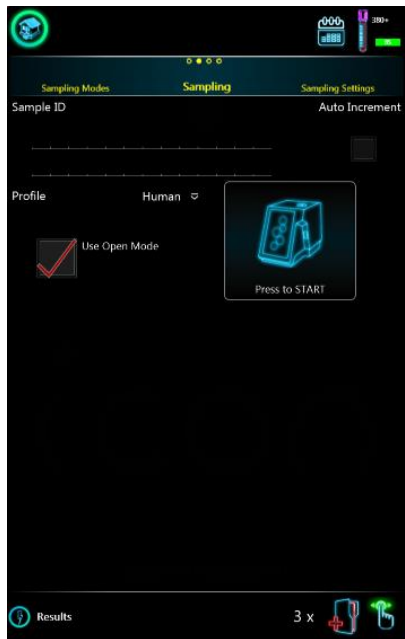 380+
Sampling Modes Sampling Sampling Settings
Sample ID Auto Increment
Profile Human
Use Open Mode
Press to START
Results 3 x